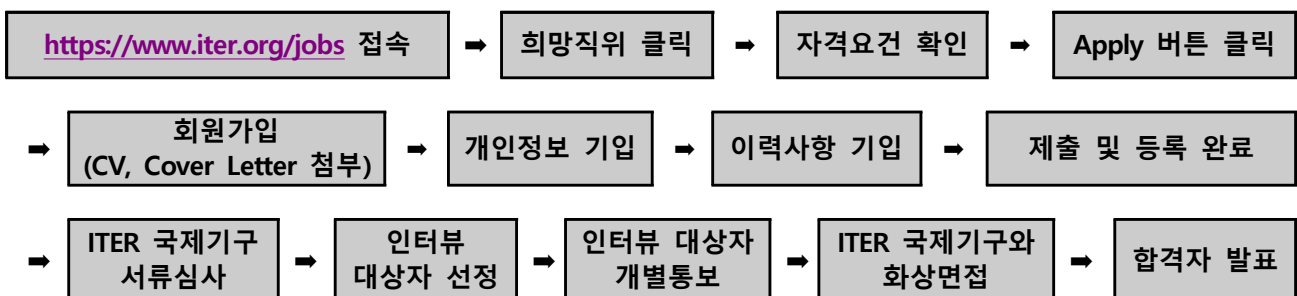 https://www.iter.org/jobs 접속 ➡ 희망직위 클릭 ➡ 자격요건 확인 ➡ Apply 버튼 클릭
➡ 회원가입
(CV, Cover Letter 첨부) ➡ 개인정보 기입 ➡ 이력사항 기입 ➡ 제출 및 등록 완료
➡ ITER 국제기구
서류심사 ➡ 인터뷰
대상자 선정 ➡ 인터뷰 대상자
개별통보 ➡ ITER 국제기구와
화상면접 ➡ 합격자 발표